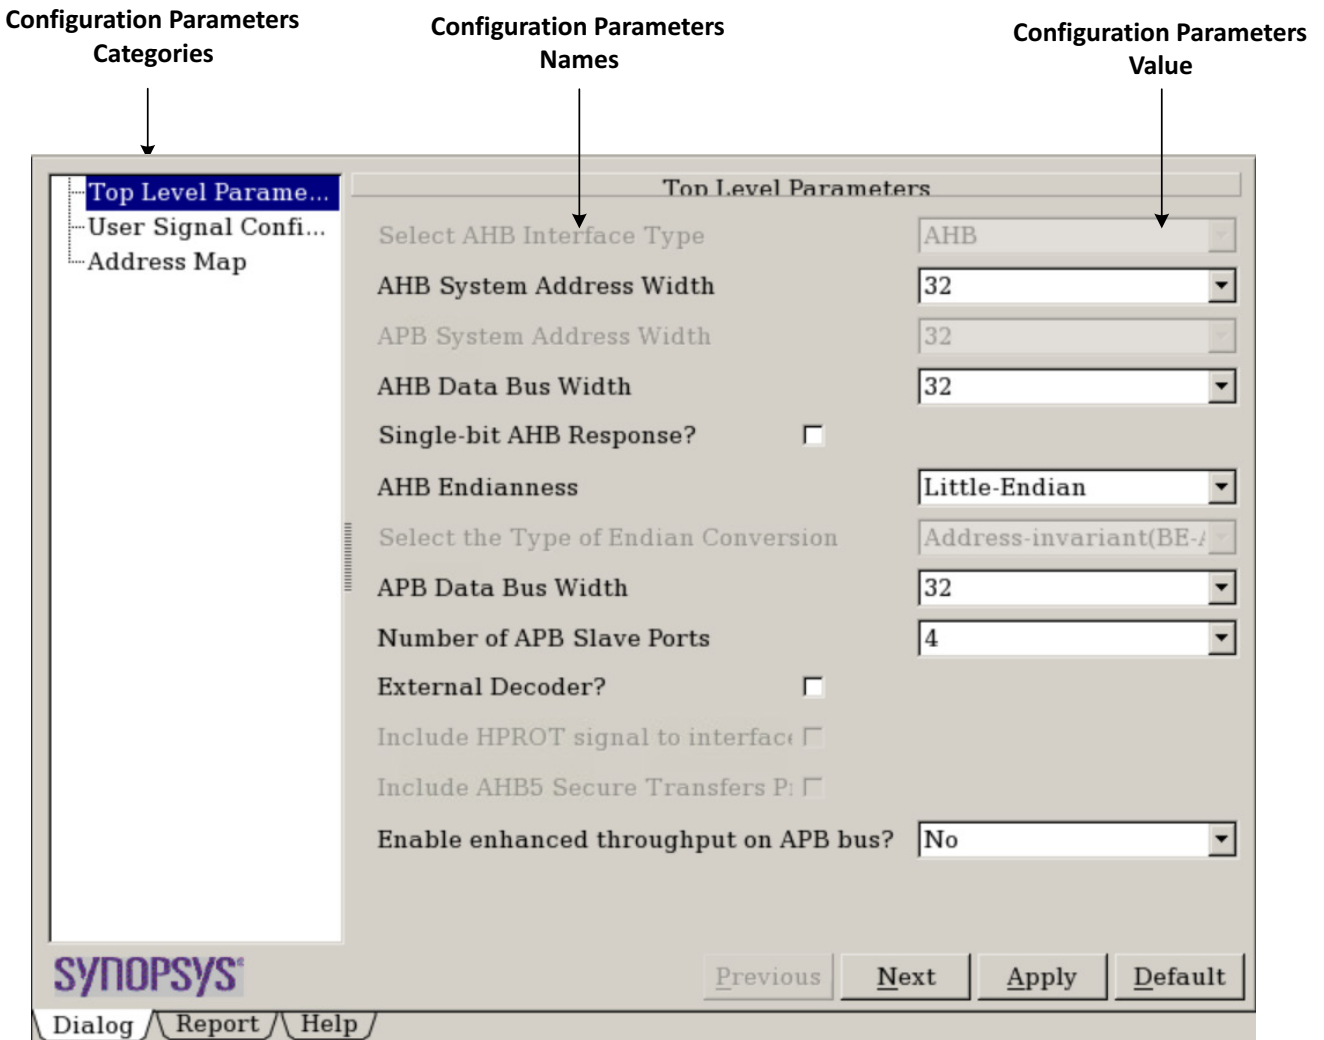 Configuration Parameters
Categories
Configuration Parameters
Names
Configuration Parameters
Value
Top Level Parame...
User Signal Confi...
Address Map
Top Level Parameters
Select AHB Interface Type AHB
AHB System Address Width 32
APB System Address Width 32
AHB Data Bus Width 32
Single-bit AHB Response?
AHB Endianness Little-Endian
Select the Type of Endian Conversion Address-invariant(BE-A
APB Data Bus Width 32
Number of APB Slave Ports 4
External Decoder?
Include HPROT signal to interface
Include AHB5 Secure Transfers P
Enable enhanced throughput on APB bus? No
SYNOPSYS
Previous Next Apply Default
Dialog Report Help